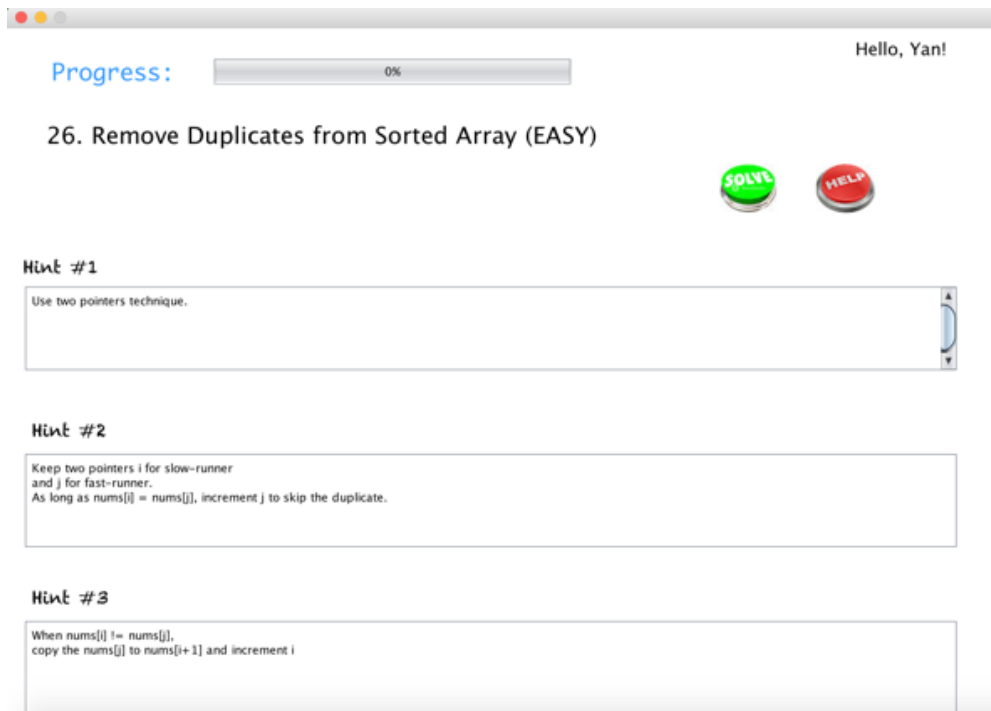 Hello, Yan!
Progress:
0%
26. Remove Duplicates from Sorted Array (EASY)
SOLVE
HELP
Hint #1
Use two pointers technique.
Hint #2
Keep two pointers i for slow-runner
and j for fast-runner.
As long as nums[i] = nums[j], increment j to skip the duplicate.
Hint #3
When nums[i] != nums[j],
copy the nums[j] to nums[i+1] and increment i